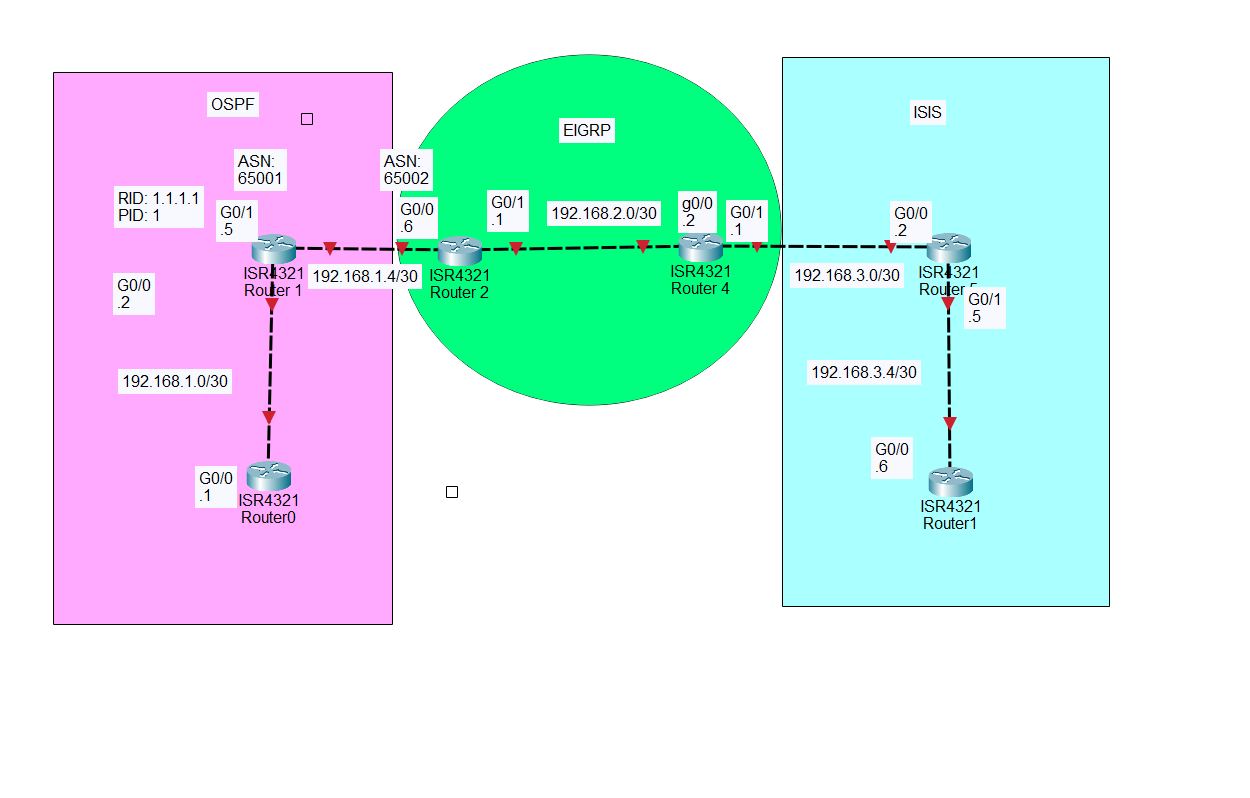 OSPF
EIGRP
ISIS
ASN:
65001
ASN:
65002
RID: 1.1.1.1
PID: 1
G0/1
.5
G0/0
.6
G0/1
.1
192.168.2.0/30
g0/0
.2
G0/1
.1
G0/0
.2
ISR4321
Router 1
192.168.1.4/30
ISR4321
Router 2
ISR4321
Router 4
192.168.3.0/30
ISR4321
Router 5
G0/0
.2
G0/1
.5
192.168.1.0/30
192.168.3.4/30
G0/0
.1
ISR4321
Router0
G0/0
.6
ISR4321
Router1